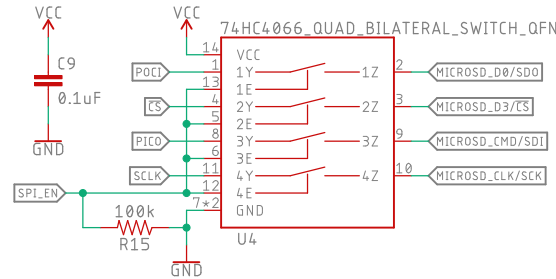 VCC
VCC
74HC4066_QUAD_BILATERAL_SWITCH_QFN
C9
0.1uF
GND
14
VCC
POCI
1
1Y
1Z
2
MICROSD_D0/SDO
13
1E
CS
4
2Y
2Z
3
MICROSD_D3/CS
5
2E
PICO
8
3Y
3Z
9
MICROSD_CMD/SDI
6
3E
SCLK
11
4Y
4Z
10
MICROSD_CLK/SCK
SPI_EN
12
4E
7*2
GND
100k
R15
U4
GND